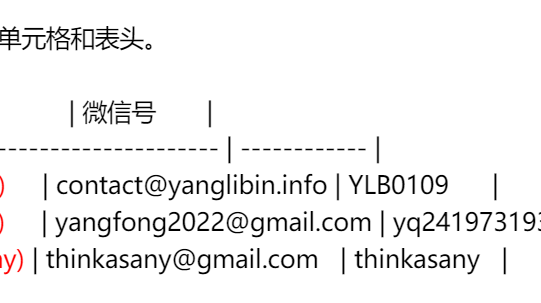 单元格和表头。
| 微信号 |
--------------------- | ------------ |
) | contact@yanglibin.info | YLB0109 |
) | yangfong2022@gmail.com | yq24197319
ny) | thinkasany@gmail.com | thinkasany |